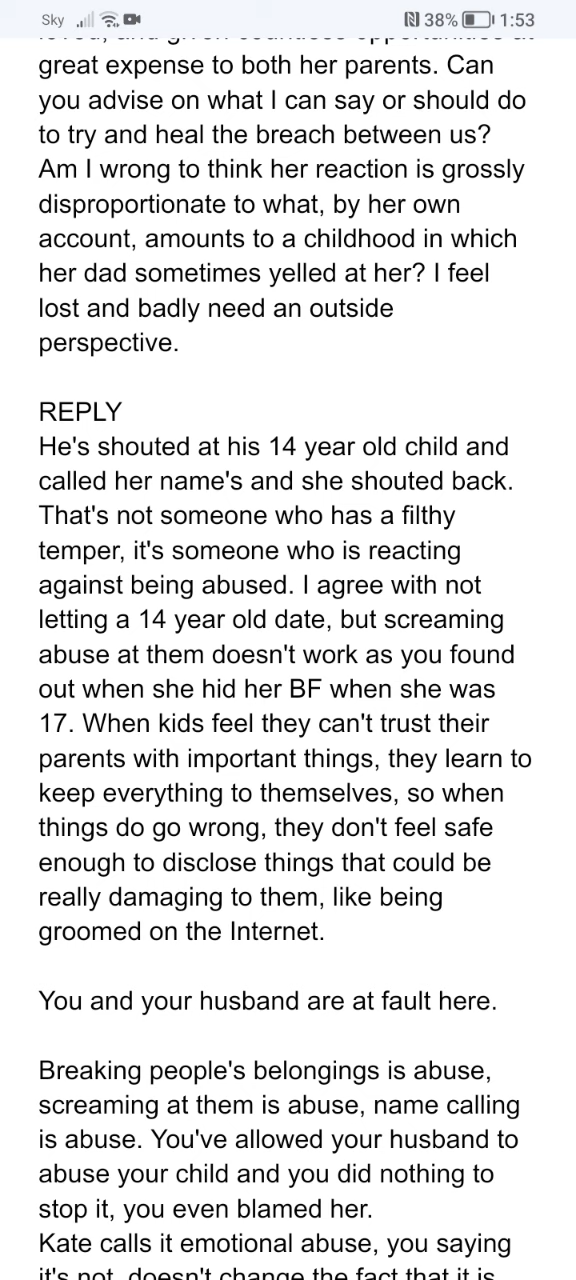 Sky 38% 1:53
great expense to both her parents. Can
you advise on what I can say or should do
to try and heal the breach between us?
Am I wrong to think her reaction is grossly
disproportionate to what, by her own
account, amounts to a childhood in which
her dad sometimes yelled at her? I feel
lost and badly need an outside
perspective.

REPLY
He's shouted at his 14 year old child and
called her name's and she shouted back.
That's not someone who has a filthy
temper, it's someone who is reacting
against being abused. I agree with not
letting a 14 year old date, but screaming
abuse at them doesn't work as you found
out when she hid her BF when she was
17. When kids feel they can't trust their
parents with important things, they learn to
keep everything to themselves, so when
things do go wrong, they don't feel safe
enough to disclose things that could be
really damaging to them, like being
groomed on the Internet.

You and your husband are at fault here.

Breaking people's belongings is abuse,
screaming at them is abuse, name calling
is abuse. You've allowed your husband to
abuse your child and you did nothing to
stop it, you even blamed her.
Kate calls it emotional abuse, you saying
it's not, doesn't change the fact that it is